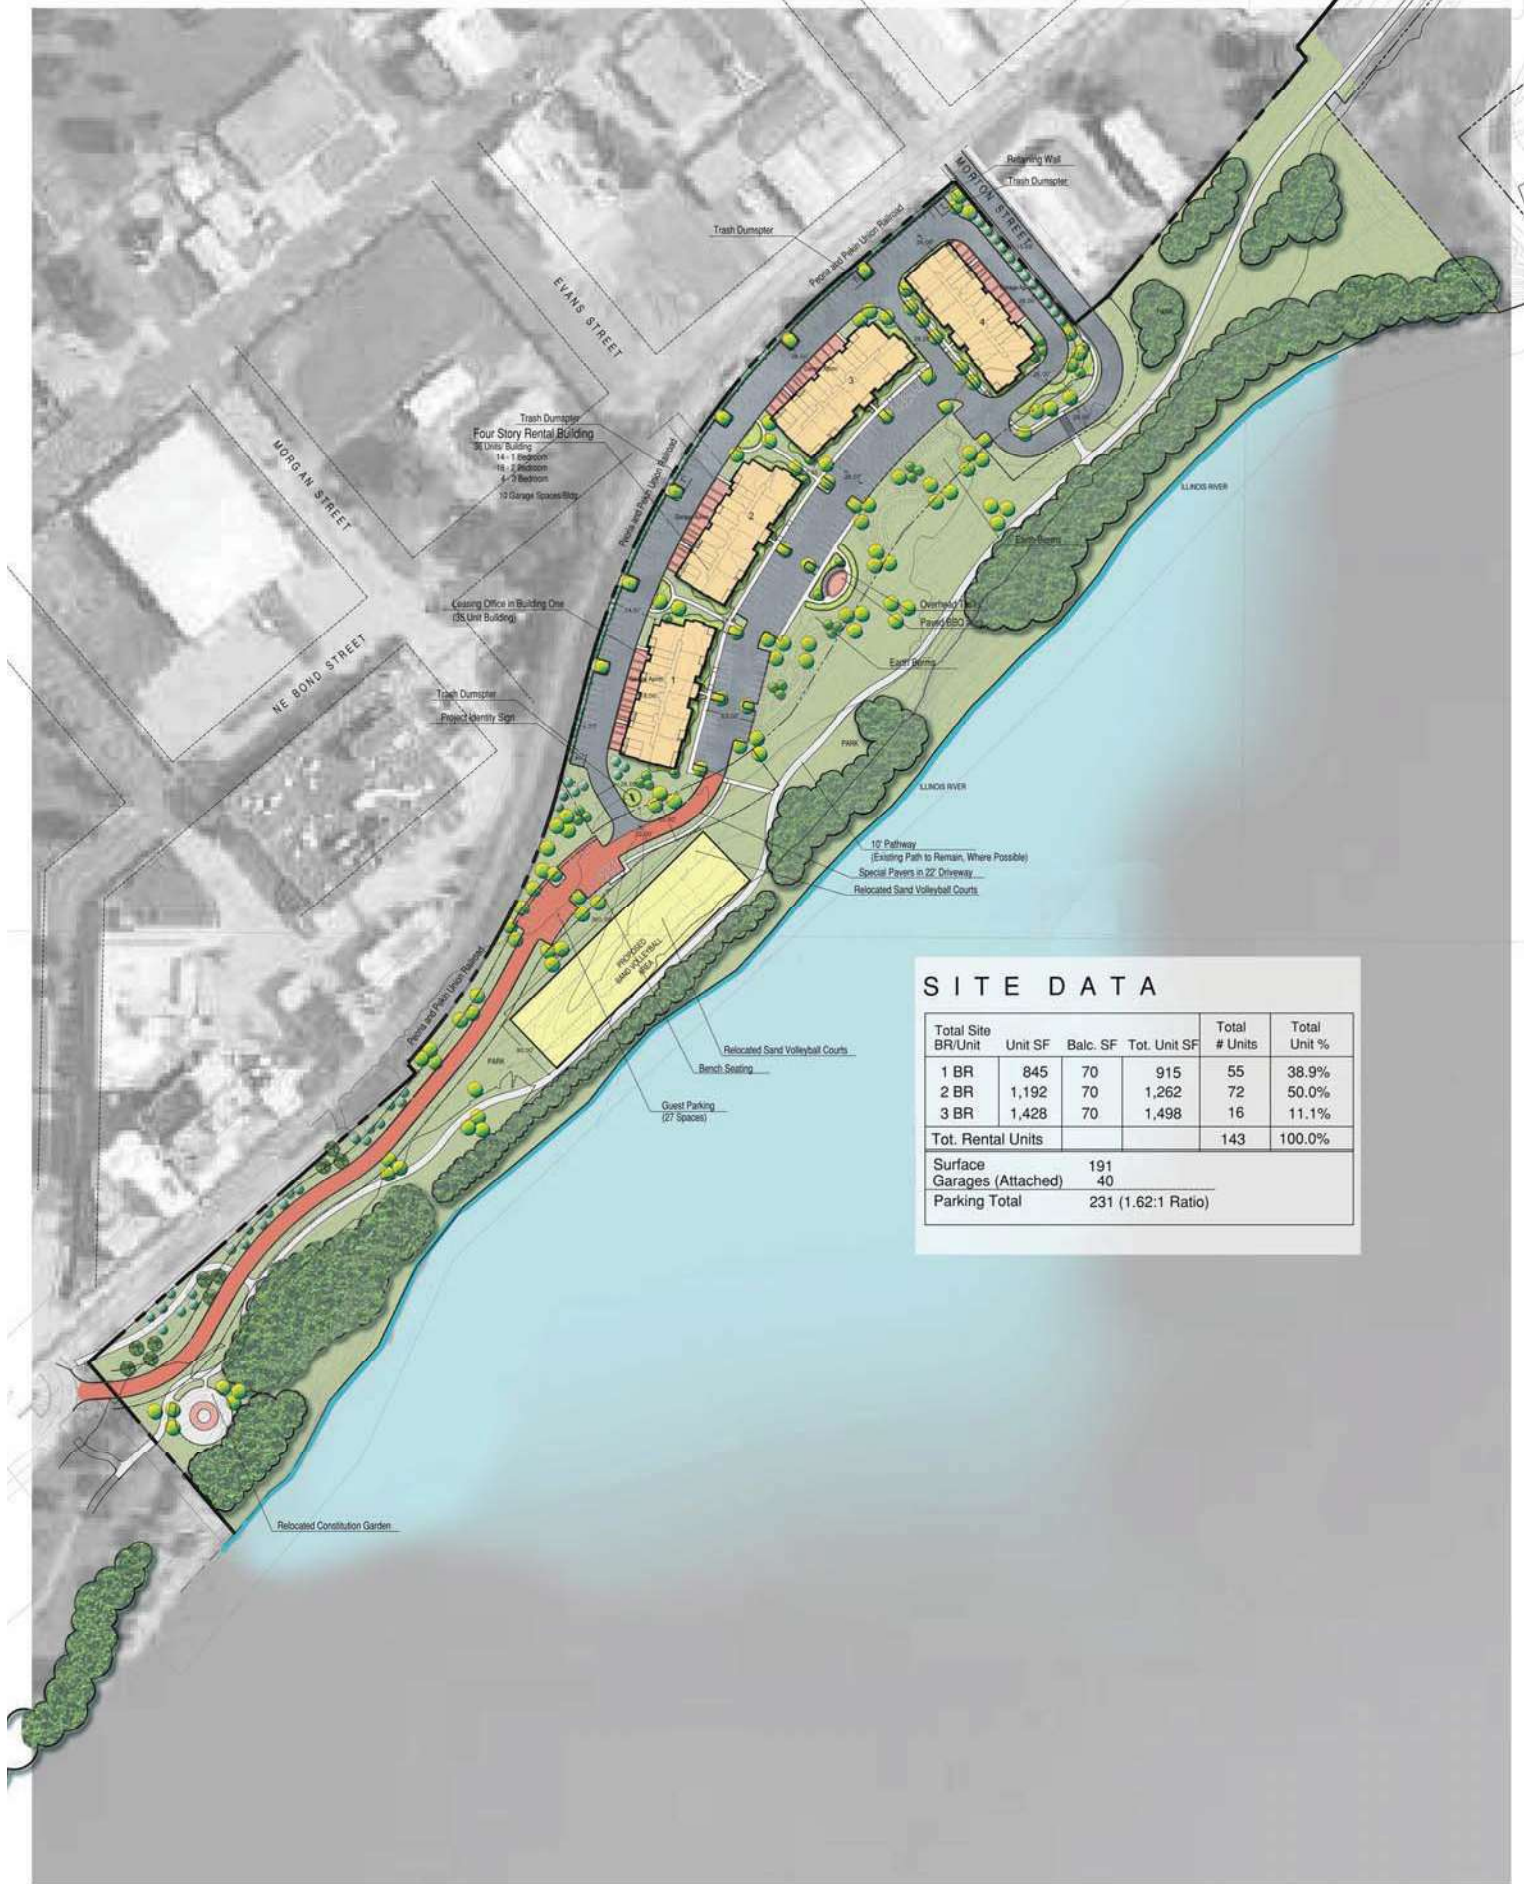 Retaining Wall
MORTON STREET
Trash Dumpster
Trash Dumspter
Peoria and Pekin Union Railroad
EVANS STREET
4
3
Trash Dumspter
Four Story Rental Building
36 Units/ Building
14 - 1 Bedroom
18 - 2 Bedroom
4 - 3 Bedroom
10 Garage Spaces/Bldg
MORGAN STREET
Peoria and Pekin Union Railroad
2
ILLINOIS RIVER
Earth Berms
Leasing Office in Building One
(35 Unit Building)
Overhead
Paved BBQ
NE BOND STREET
Earth Berms
1
Trash Dumspter
Project Identity Sign
PARK
ILLINOIS RIVER
10' Pathway
(Existing Path to Remain, Where Possible)
Special Pavers in 22' Driveway
Relocated Sand Volleyball Courts
PROPOSED
SAND VOLLEYBALL
AREA
Peoria and Pekin Union Railroad
PARK
Relocated Sand Volleyball Courts
Bench Seating
Guest Parking
(27 Spaces)
SITE DATA
Total Site Total Total
BR/Unit Unit SF Balc. SF Tot. Unit SF # Units Unit %
1 BR 845 70 915 55 38.9%
2 BR 1,192 70 1,262 72 50.0%
3 BR 1,428 70 1,498 16 11.1%
Tot. Rental Units 143 100.0%
Surface 191
Garages (Attached) 40
Parking Total 231 (1.62:1 Ratio)
Relocated Constitution Garden